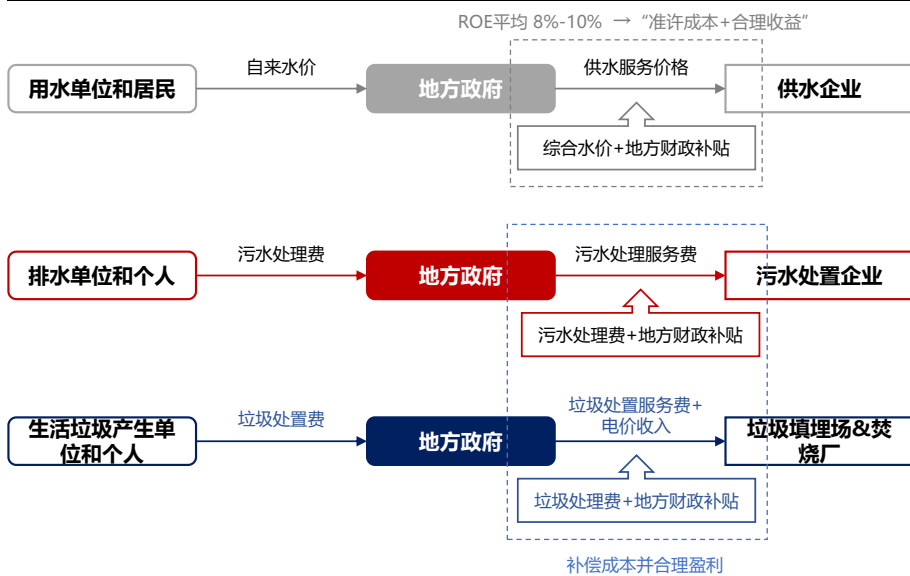 ROE平均 8%-10% → “准许成本+合理收益”
用水单位和居民
自来水价
地方政府
供水服务价格
供水企业
综合水价+地方财政补贴
排水单位和个人
污水处理费
地方政府
污水处理服务费
污水处置企业
污水处理费+地方财政补贴
生活垃圾产生单
位和个人
垃圾处置费
地方政府
垃圾处置服务费+
电价收入
垃圾填埋场&焚
烧厂
垃圾处理费+地方财政补贴
补偿成本并合理盈利